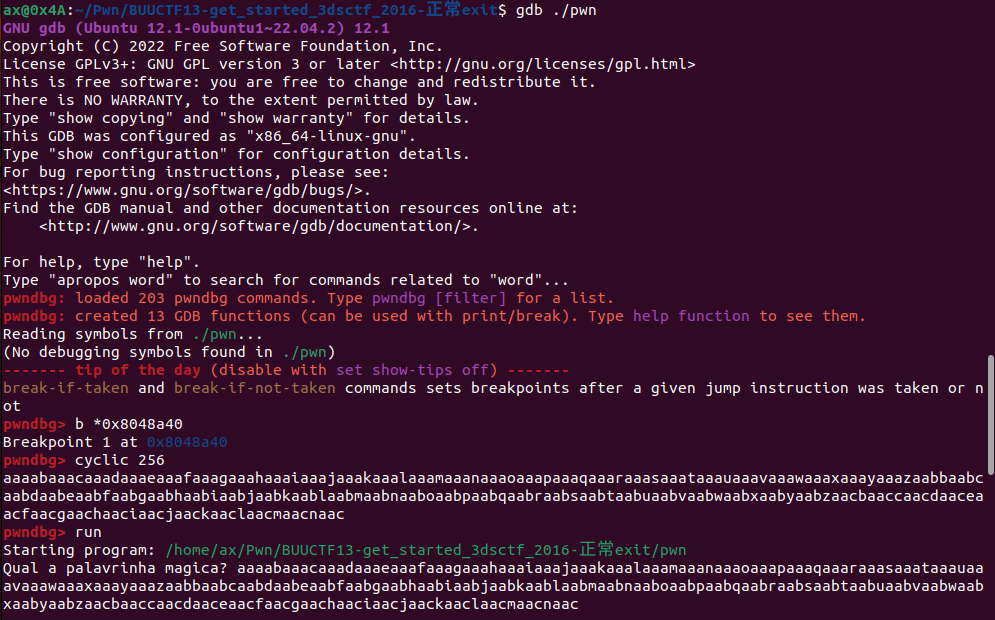 ax@0x4A:~/Pwn/BUUCTF13-get_started_3dsctf_2016-正常exit$ gdb ./pwn
GNU gdb (Ubuntu 12.1-0ubuntu1~22.04.2) 12.1
Copyright (C) 2022 Free Software Foundation, Inc.
License GPLv3+: GNU GPL version 3 or later <http://gnu.org/licenses/gpl.html>
This is free software: you are free to change and redistribute it.
There is NO WARRANTY, to the extent permitted by law.
Type "show copying" and "show warranty" for details.
This GDB was configured as "x86_64-linux-gnu".
Type "show configuration" for configuration details.
For bug reporting instructions, please see:
<https://www.gnu.org/software/gdb/bugs/>.
Find the GDB manual and other documentation resources online at:
    <http://www.gnu.org/software/gdb/documentation/>.
For help, type "help".
Type "apropos word" to search for commands related to "word"...
pwndbg: loaded 203 pwndbg commands. Type pwndbg [filter] for a list.
pwndbg: created 13 GDB functions (can be used with print/break). Type help function to see them.
Reading symbols from ./pwn...
(No debugging symbols found in ./pwn)
------- tip of the day (disable with set show-tips off) -------
break-if-taken and break-if-not-taken commands sets breakpoints after a given jump instruction was taken or n
ot
pwndbg> b *0x8048a40
Breakpoint 1 at 0x8048a40
pwndbg> cyclic 256
aaaabaaacaaadaaaeaaafaaagaaahaaaiaaajaaakaaalaaamaaanaaaoaaapaaaqaaaraaasaaataaauaaavaaawaaaxaaayaaazaabbaabc
aabdaabeaabfaabgaabhaabiaabjaabkaablaabmaabnaaboaabpaabqaabraabsaabtaabuaabvaabwaabxaabyaabzaacbaaccaacdaacea
acfaacgaachaaciaacjaackaaclaacmaacnaac
pwndbg> run
Starting program: /home/ax/Pwn/BUUCTF13-get_started_3dsctf_2016-正常exit/pwn
Qual a palavrinha magica? aaaabaaacaaadaaaeaaafaaagaaahaaaiaaajaaakaaalaaamaaanaaaoaaapaaaqaaaraaasaaataaauaa
avaaawaaaxaaayaaazaabbaabcaabdaabeaabfaabgaabhaabiaabjaabkaablaabmaabnaaboaabpaabqaabraabsaabtaabuaabvaabwaab
xaabyaabzaacbaaccaacdaaceaacfaacgaachaaciaacjaackaaclaacmaacnaac